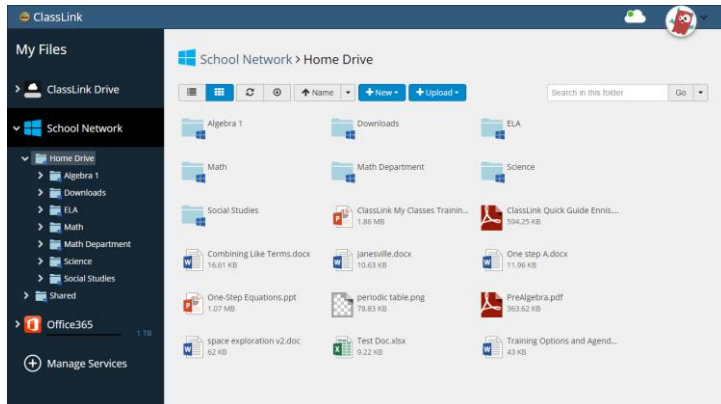 ClassLink
My Files
ClassLink Drive
School Network
Home Drive
Algebra 1
Downloads
ELA
Math
Math Department
Science
Social Studies
Shared
Office365
1 TB
Manage Services
School Network > Home Drive
Name
+ New
+ Upload
Search in this folder
Go
Algebra 1
Downloads
ELA
Math
Math Department
Science
Social Studies
ClassLink My Classes Trainin...
1.86 MB
ClassLink Quick Guide Ennis,...
594.25 KB
Combining Like Terms.docx
16.61 KB
Janesville.docx
10.63 KB
One step A.docx
11.96 KB
One-Step Equations.ppt
1.07 MB
periodic table.png
78.83 KB
PreAlgebra.pdf
363.62 KB
space exploration v2.doc
62 KB
Test Doc.xlsx
9.22 KB
Training Options and Agend...
43 KB